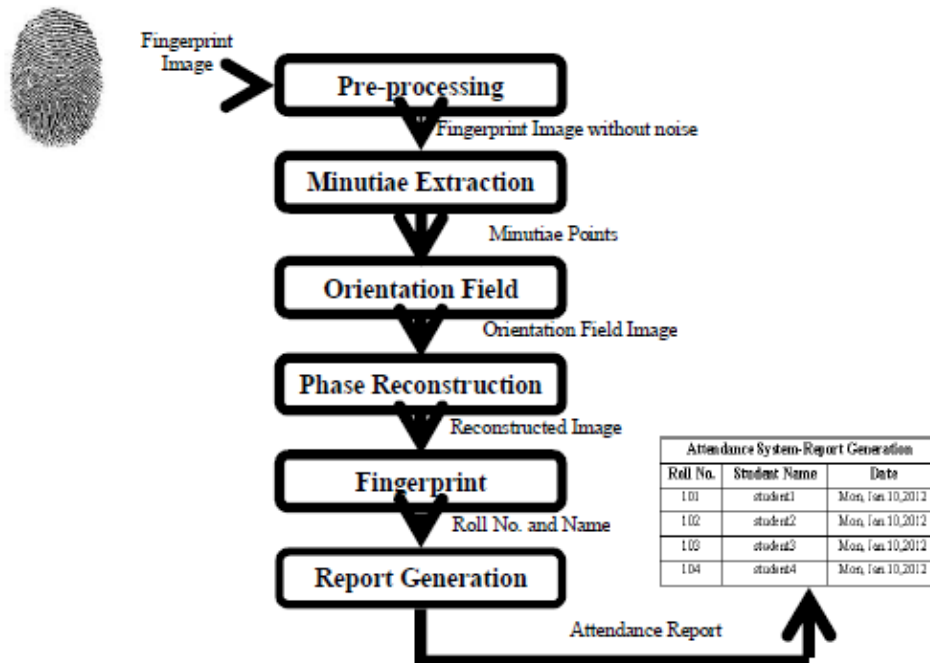 Fingerprint
Image
Pre-processing
Fingerprint Image without noise
Minutiae Extraction
Minutiae Points
Orientation Field
Orientation Field Image
Phase Reconstruction
Reconstructed Image
Fingerprint
Roll No. and Name
Report Generation
Attendance Report
Attendance System-Report Generation
Roll No. Student Name Date
101 student1 Mon, Jan 10,2012
102 student2 Mon, Jan 10,2012
103 student3 Mon, Jan 10,2012
104 student4 Mon, Jan 10,2012